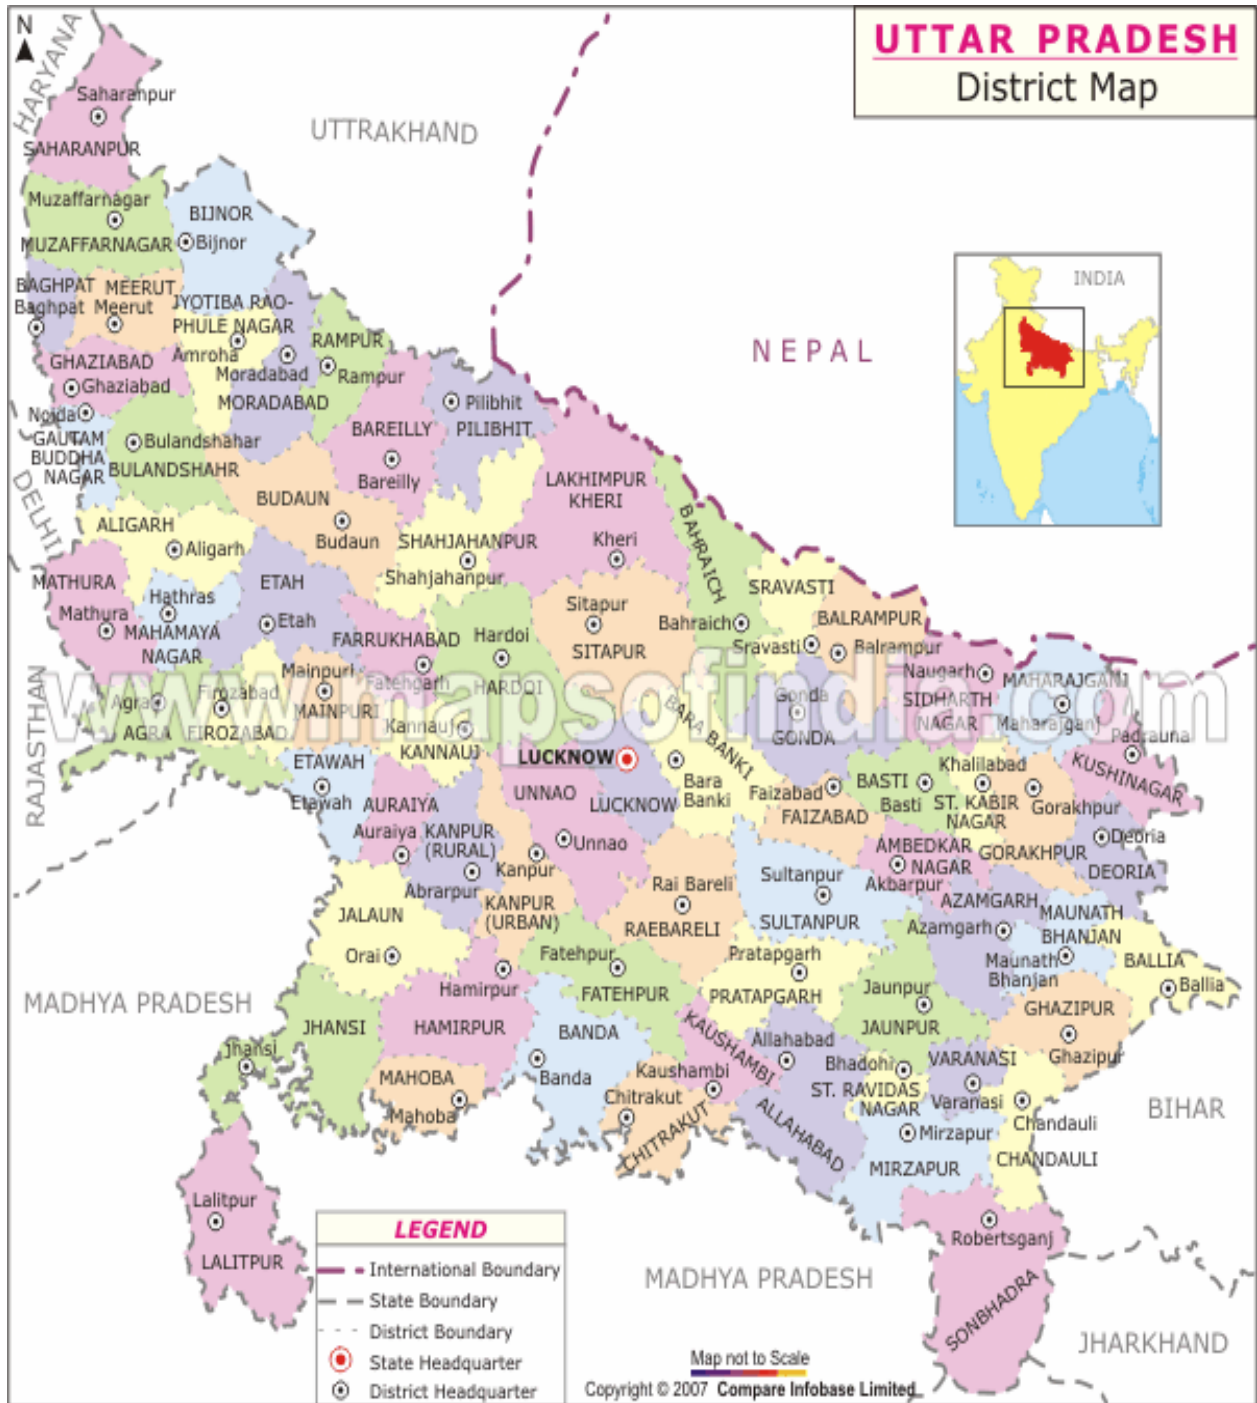 N
UTTAR PRADESH
District Map
HARYANA
UTTRAKHAND
INDIA
NEPAL
DELHI
RAJASTHAN
MADHYA PRADESH
MADHYA PRADESH
BIHAR
JHARKHAND
Saharanpur
SAHARANPUR
Muzaffarnagar
MUZAFFARNAGAR
BIJNOR
Bijnor
BAGHPAT
Baghpat
MEERUT
Meerut
JYOTIBA RAO-
PHULE NAGAR
Amroha
Moradabad
MORADABAD
RAMPUR
Rampur
GHAZIABAD
Ghaziabad
Noida
GAUTAM
BUDDHA
NAGAR
Bulandshahar
BULANDSHAHR
BAREILLY
Bareilly
Pilibhit
PILIBHIT
BUDAUN
Budaun
ALIGARH
Aligarh
SHAHJAHANPUR
Shahjahanpur
LAKHIMPUR
KHERI
Kheri
BAHRAICH
Bahraich
SRAVASTI
Sravasti
BALRAMPUR
Balrampur
MATHURA
Mathura
Hathras
MAHAMAYA
NAGAR
ETAH
Etah
FARRUKHABAD
Fatehgarh
Hardoi
HARDOI
Sitapur
SITAPUR
www.mapsofindia.com
Agra
AGRA
Firozabad
FIROZABAD
Mainpuri
MAINPURI
Kannauj
KANNAUJ
BARA BANKI
Bara
Banki
Gonda
GONDA
Naugarh
SIDHARTH
NAGAR
MAHARAJGANJ
Maharajganj
Padrauna
KUSHINAGAR
ETAWAH
Etawah
AURAIYA
Auraiya
KANPUR
(RURAL)
Abrarpur
Kanpur
KANPUR
(URBAN)
LUCKNOW
LUCKNOW
UNNAO
Unnao
Faizabad
FAIZABAD
BASTI
Basti
Khalilabad
ST. KABIR
NAGAR
Gorakhpur
GORAKHPUR
Deoria
DEORIA
AMBEDKAR
NAGAR
Akbarpur
JALAUN
Orai
Rai Bareli
RAEBARELI
Sultanpur
SULTANPUR
AZAMGARH
Azamgarh
MAUNATH
BHANJAN
Maunath
Bhanjan
BALLIA
Ballia
JHANSI
Jhansi
Hamirpur
HAMIRPUR
Fatehpur
FATEHPUR
Pratapgarh
PRATAPGARH
Jaunpur
JAUNPUR
GHAZIPUR
Ghazipur
MAHOBA
Mahoba
BANDA
Banda
KAUSHAMBI
Kaushambi
Chitrakut
CHITRAKUT
Allahabad
ALLAHABAD
Bhadohi
ST. RAVIDAS
NAGAR
VARANASI
Varanasi
Chandauli
CHANDAULI
Mirzapur
MIRZAPUR
Lalitpur
LALITPUR
Robertsganj
SONBHADRA
LEGEND
International Boundary
State Boundary
District Boundary
State Headquarter
District Headquarter
Map not to Scale
Copyright © 2007 Compare Infobase Limited